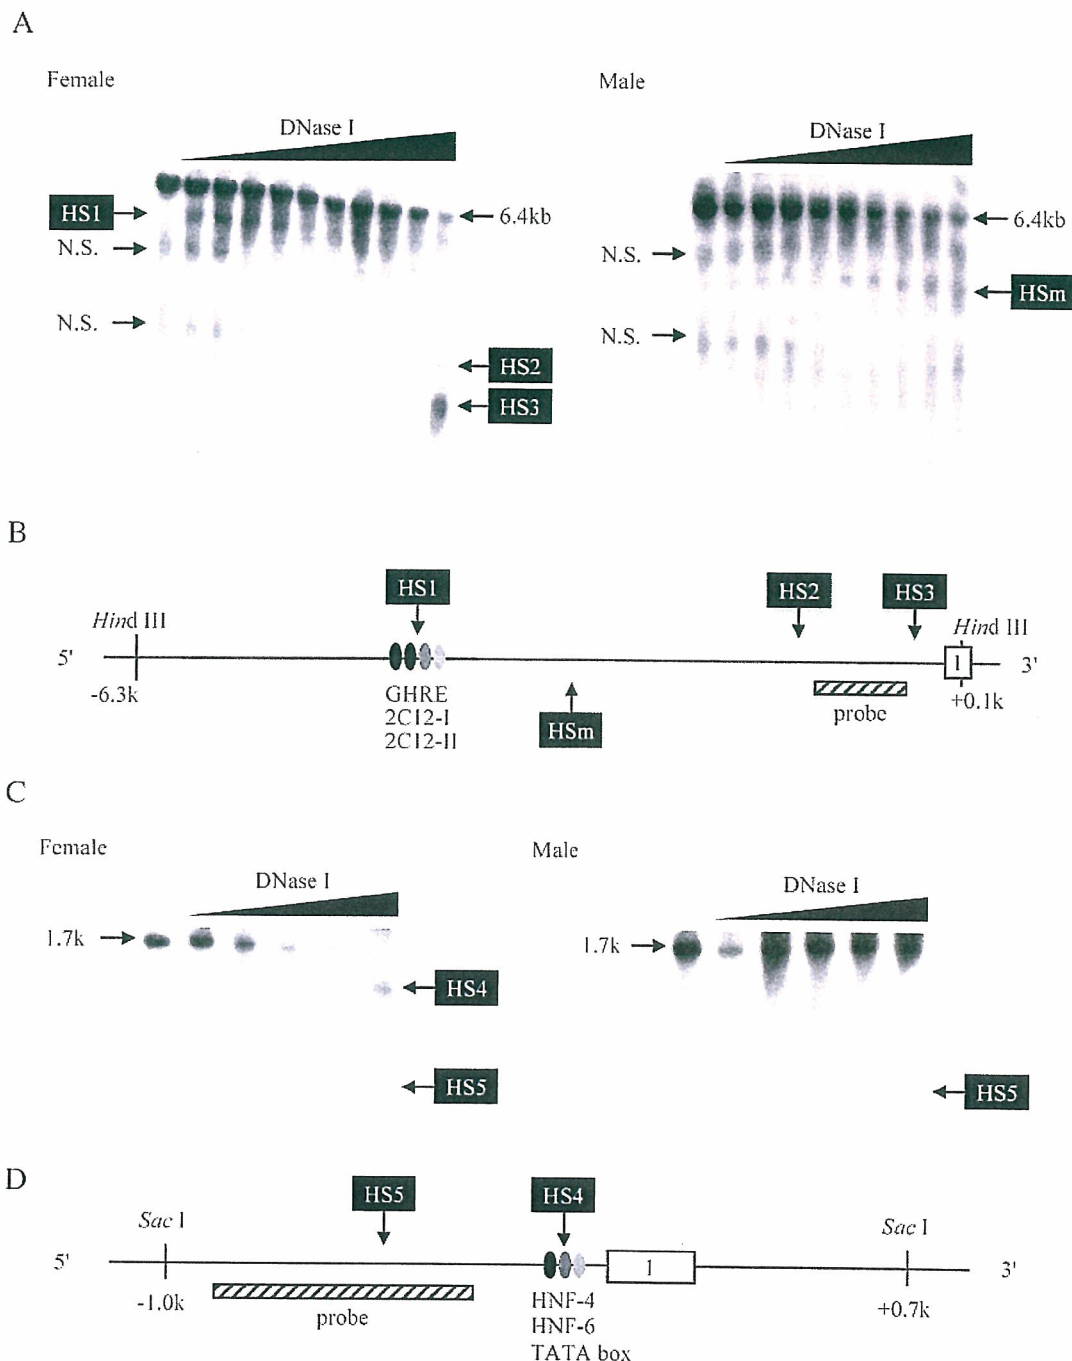 A
Female
Male
DNase I
DNase I
HS1
6.4kb
6.4kb
N.S.
N.S.
HSm
N.S.
N.S.
HS2
HS3
B
HS1
HS2
HS3
Hind III
Hind III
5'
1
3'
-6.3k
GHRE
+0.1k
2C12-I
probe
2C12-II
HSm
C
Female
Male
DNase I
DNase I
1.7k
1.7k
HS4
HS5
HS5
D
HS5
HS4
Sac I
Sac I
5'
1
3'
-1.0k
probe
HNF-4
+0.7k
HNF-6
TATA box